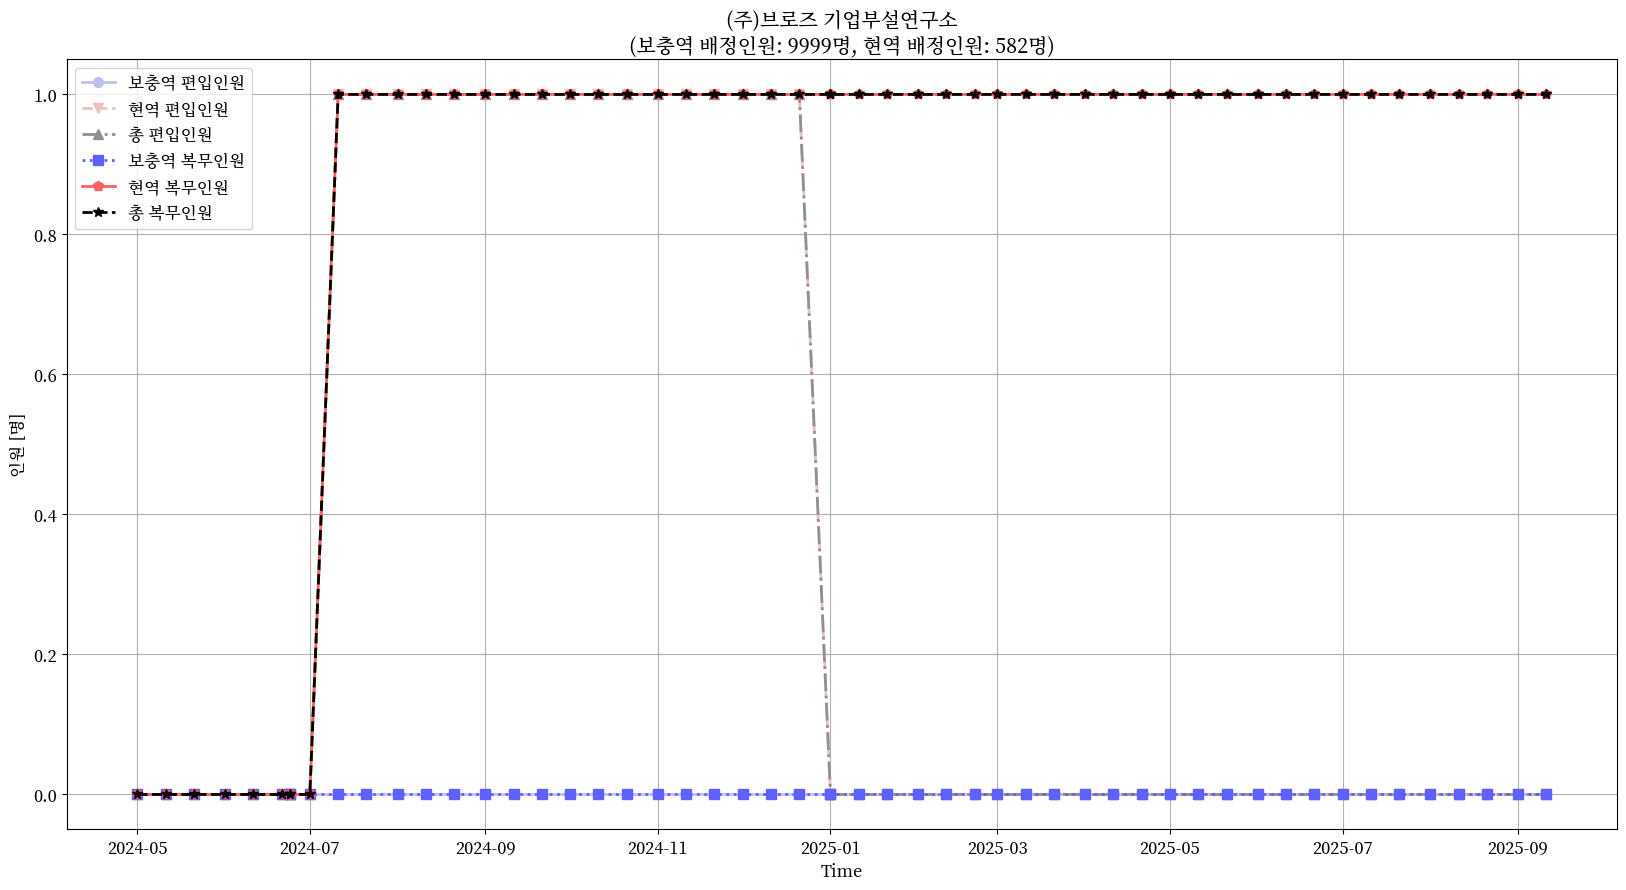 (주)브로즈 기업부설연구소
(보충역 배정인원: 9999명, 현역 배정인원: 582명)
보충역 편입인원
현역 편입인원
총 편입인원
보충역 복무인원
현역 복무인원
총 복무인원
1.0
0.8
0.6
0.4
0.2
0.0
인원 [명]
2024-05
2024-07
2024-09
2024-11
2025-01
2025-03
2025-05
2025-07
2025-09
Time